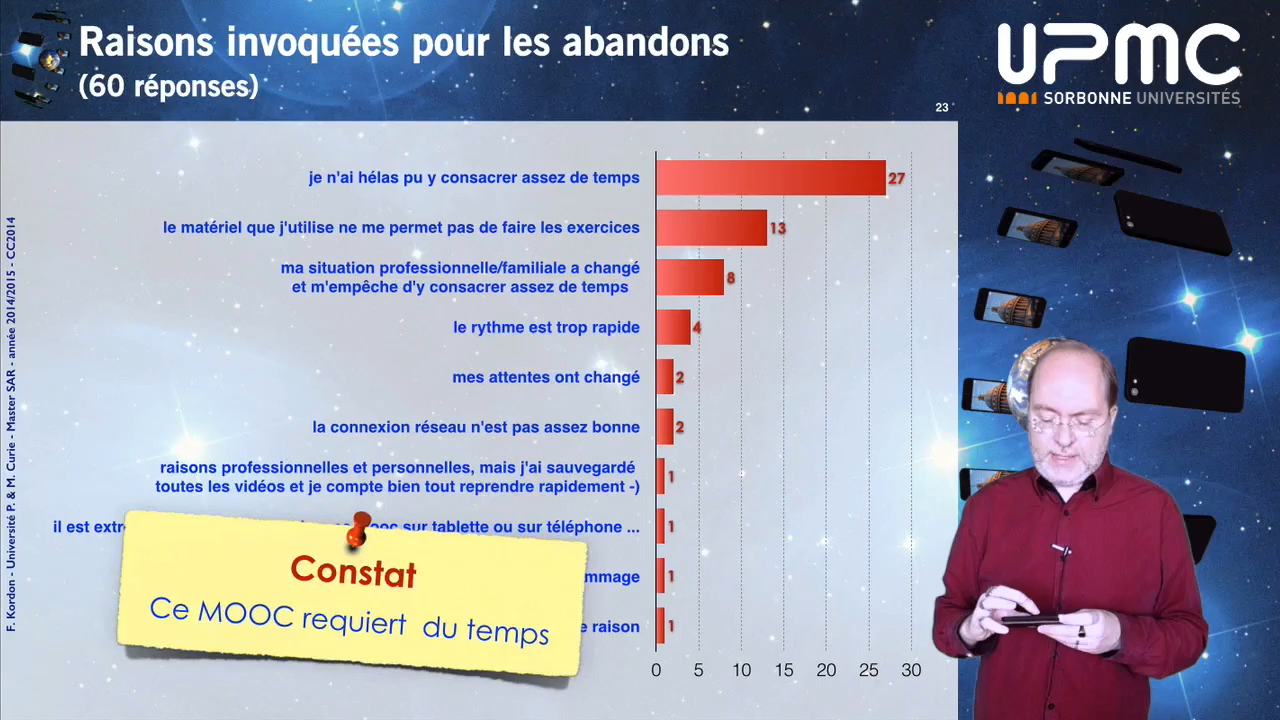 Raisons invoquées pour les abandons
(60 réponses)
UPMC
SORBONNE UNIVERSITÉS
23
je n'ai hélas pu y consacrer assez de temps
27
le matériel que j'utilise ne me permet pas de faire les exercices
13
ma situation professionnelle/familiale a changé
et m'empêche d'y consacrer assez de temps
8
le rythme est trop rapide
4
mes attentes ont changé
2
la connexion réseau n'est pas assez bonne
2
raisons professionnelles et personnelles, mais j'ai sauvegardé
toutes les vidéos et je compte bien tout reprendre rapidement -)
1
il est sur tablette ou sur téléphone ...
1
1
raison
1
Constat
Ce MOOC requiert du temps
0 5 10 15 20 25 30
F. Kordon - Université P. & M. Curie - Master SAR - année 2014/2015 - CC2014